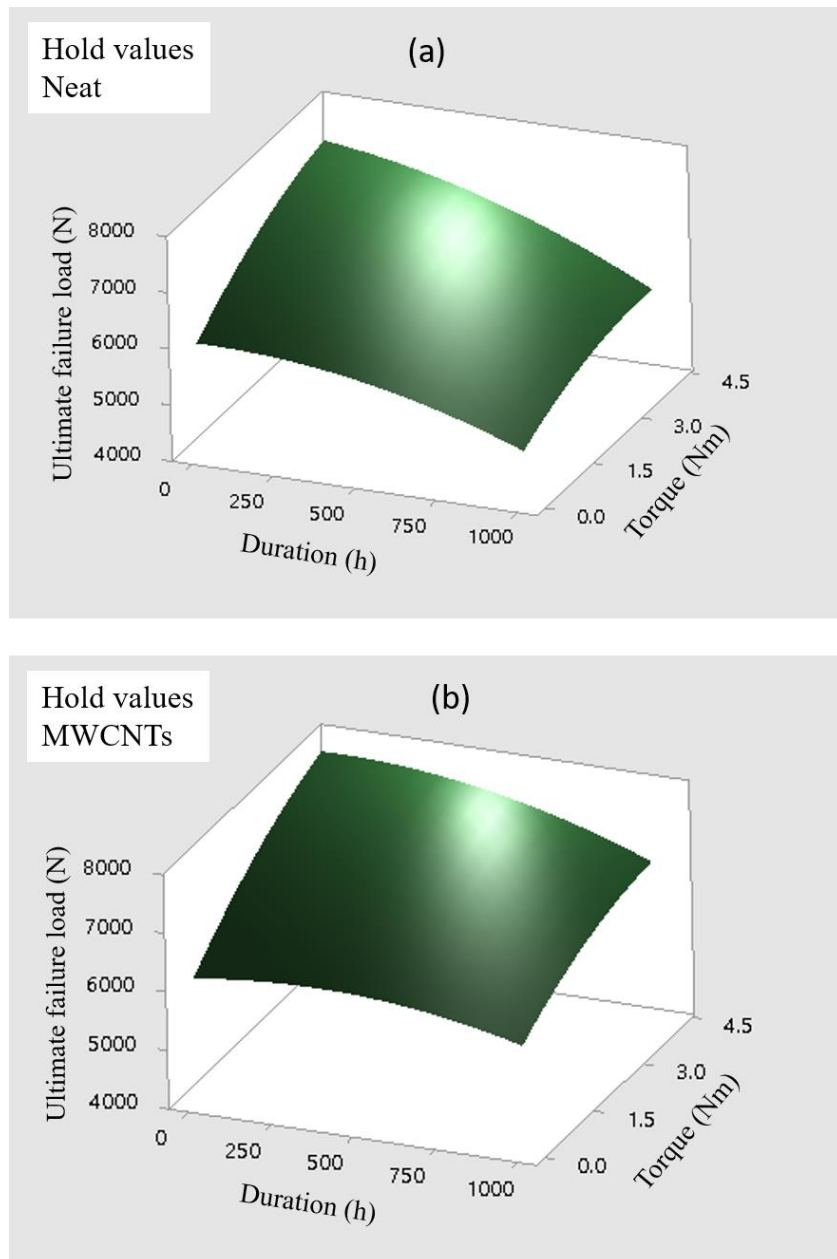 Hold values
Neat
(a)
Ultimate failure load (N)
8000
7000
6000
5000
4000
0
250
500
750
1000
Duration (h)
0.0
1.5
3.0
4.5
Torque (Nm)
Hold values
MWCNTs
(b)
Ultimate failure load (N)
8000
7000
6000
5000
4000
0
250
500
750
1000
Duration (h)
0.0
1.5
3.0
4.5
Torque (Nm)